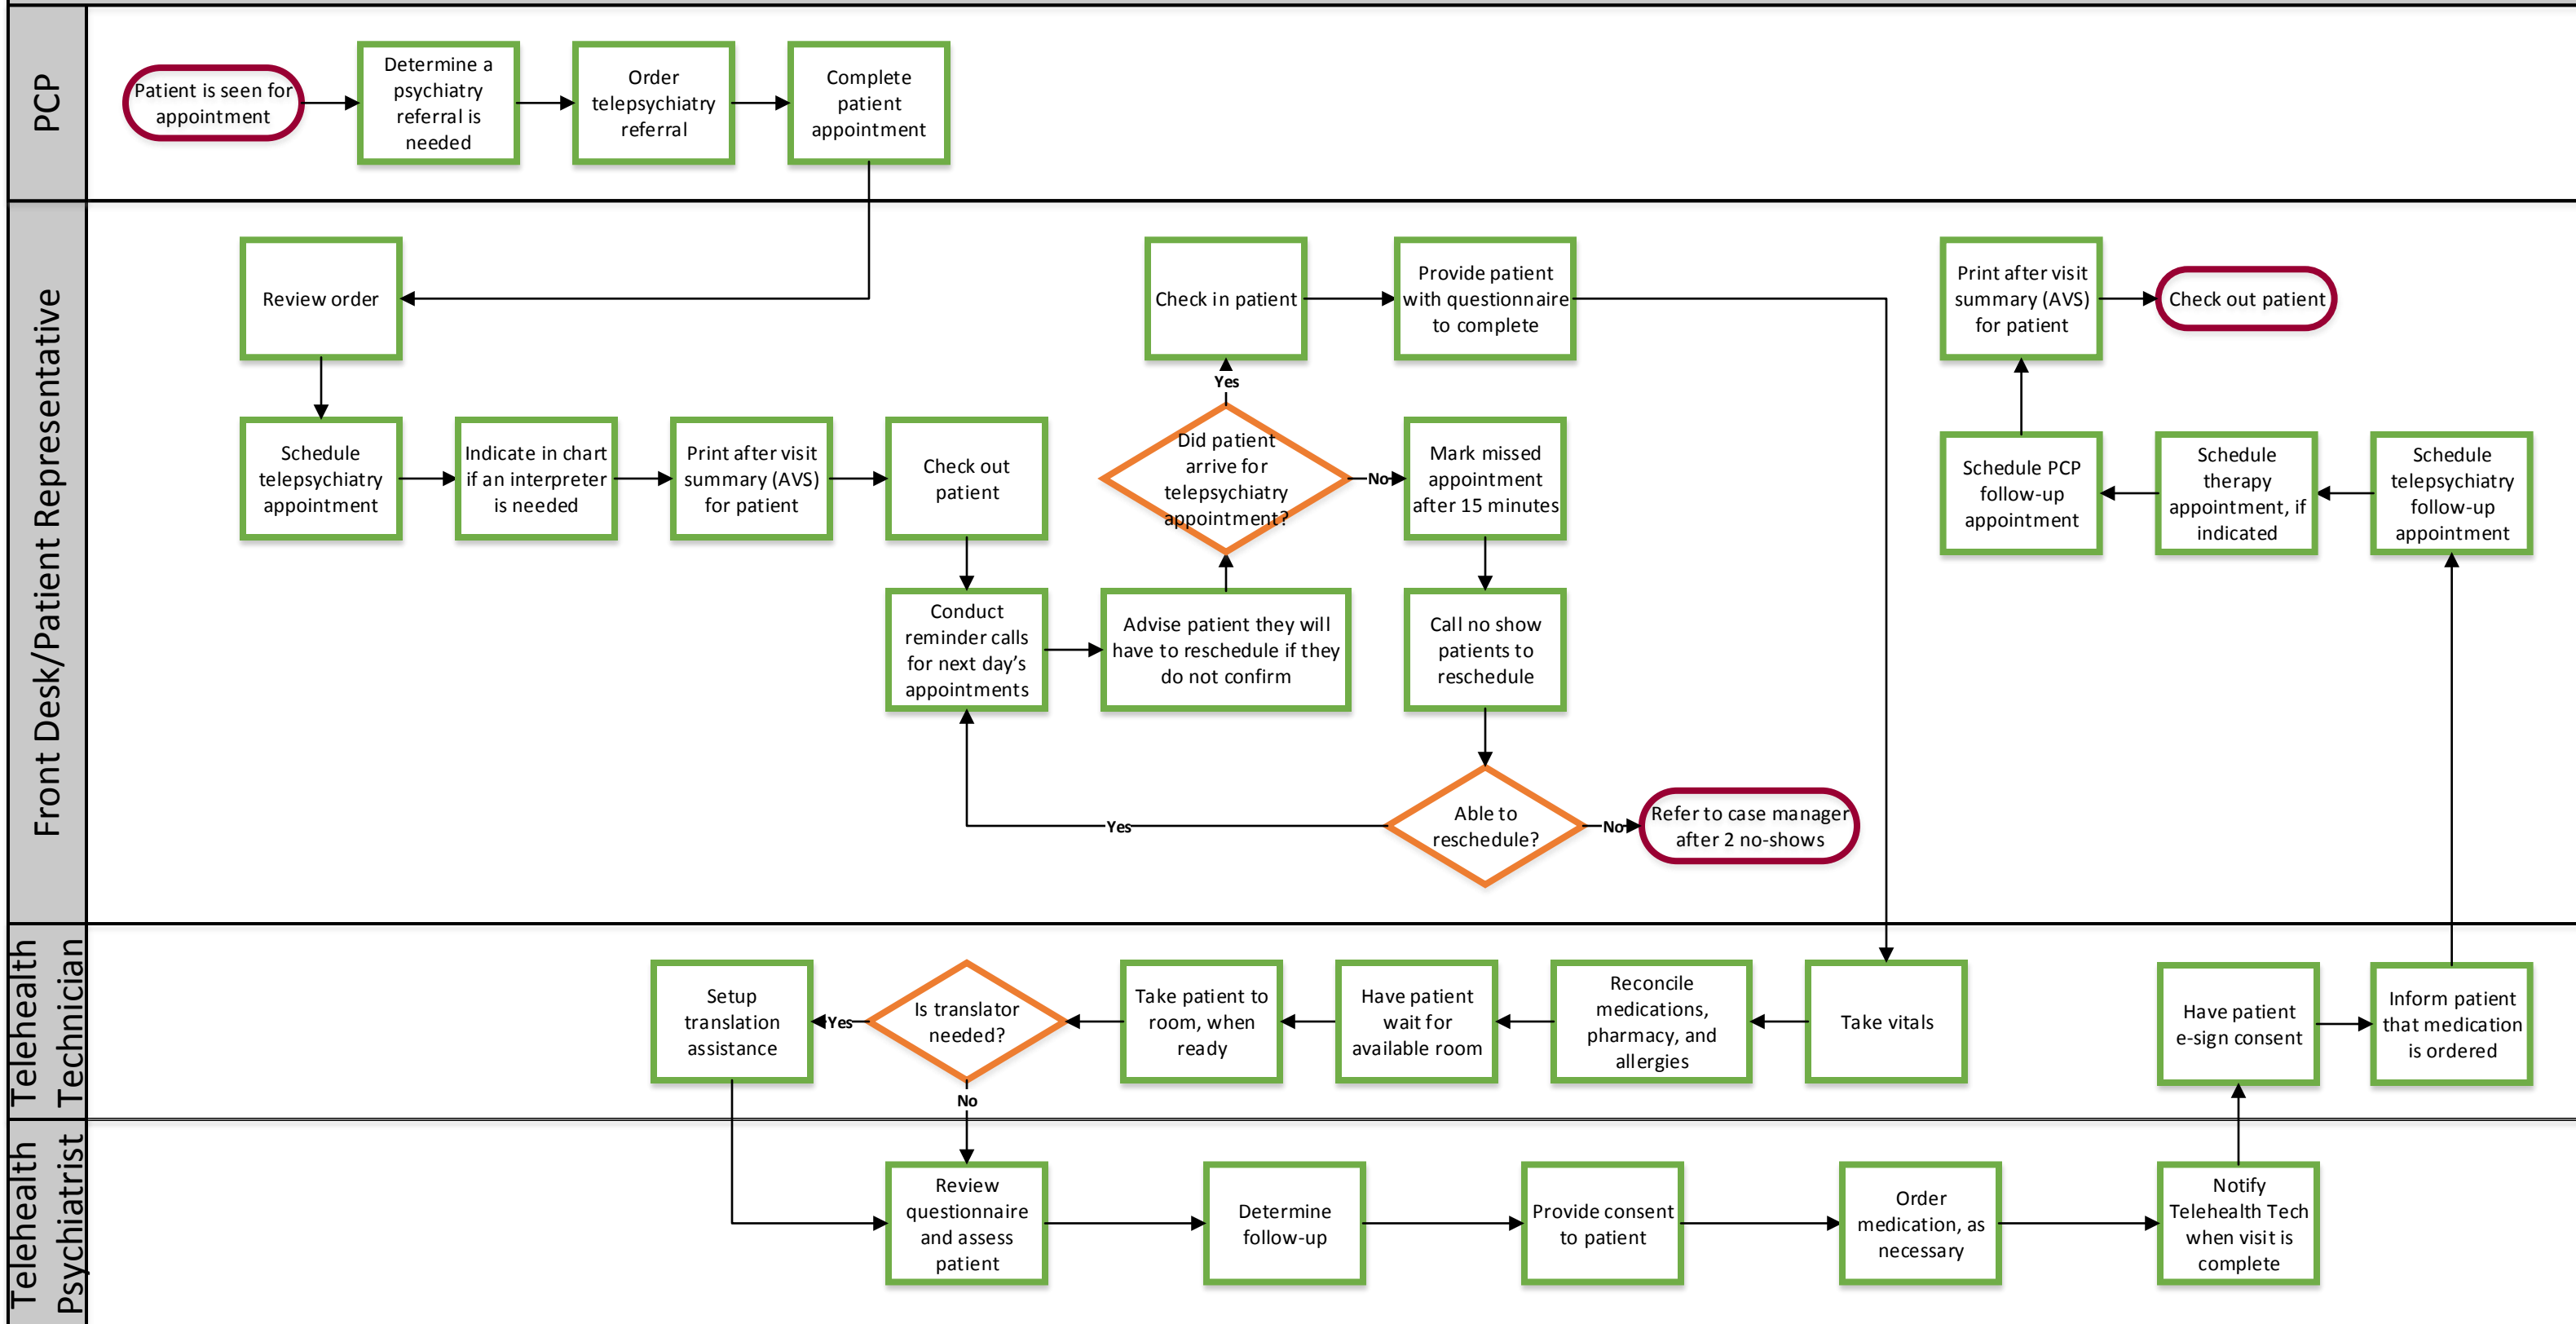 PCP
Patient is seen for
appointment
Determine a
psychiatry
referral is
needed
Order
telepsychiatry
referral
Complete
patient
appointment
Front Desk/Patient Representative
Review order
Schedule
telepsychiatry
appointment
Indicate in chart
if an interpreter
is needed
Print after visit
summary (AVS)
for patient
Check out
patient
Conduct
reminder calls
for next day's
appointments
Advise patient they will
have to reschedule if they
do not confirm
Did patient
arrive for
telepsychiatry
appointment?
Yes
Check in patient
Provide patient
with questionnaire
to complete
No
Mark missed
appointment
after 15 minutes
Call no show
patients to
reschedule
Able to
reschedule?
Yes
No
Refer to case manager
after 2 no-shows
Print after visit
summary (AVS)
for patient
Check out patient
Schedule PCP
follow-up
appointment
Schedule
therapy
appointment, if
indicated
Schedule
telepsychiatry
follow-up
appointment
Telehealth
Technician
Setup
translation
assistance
Yes
Is translator
needed?
No
Take patient to
room, when
ready
Have patient
wait for
available room
Reconcile
medications,
pharmacy, and
allergies
Take vitals
Have patient
e-sign consent
Inform patient
that medication
is ordered
Telehealth
Psychiatrist
Review
questionnaire
and assess
patient
Determine
follow-up
Provide consent
to patient
Order
medication, as
necessary
Notify
Telehealth Tech
when visit is
complete